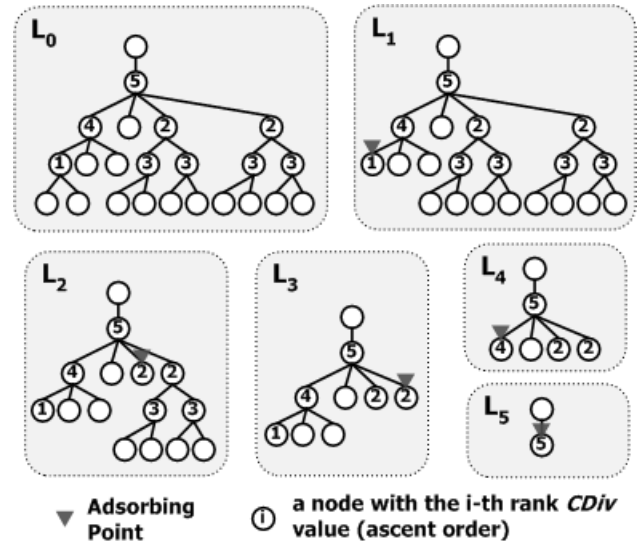 L0
5
4 2 2
1 3 3 3 3
L1
5
4 2 2
1 3 3 3 3
L2
5
4 2 2
1 3 3
L3
5
4 2 2
1
L4
5
4 2 2
L5
5
Adsorbing
Point
i a node with the i-th rank CDiv
value (ascent order)